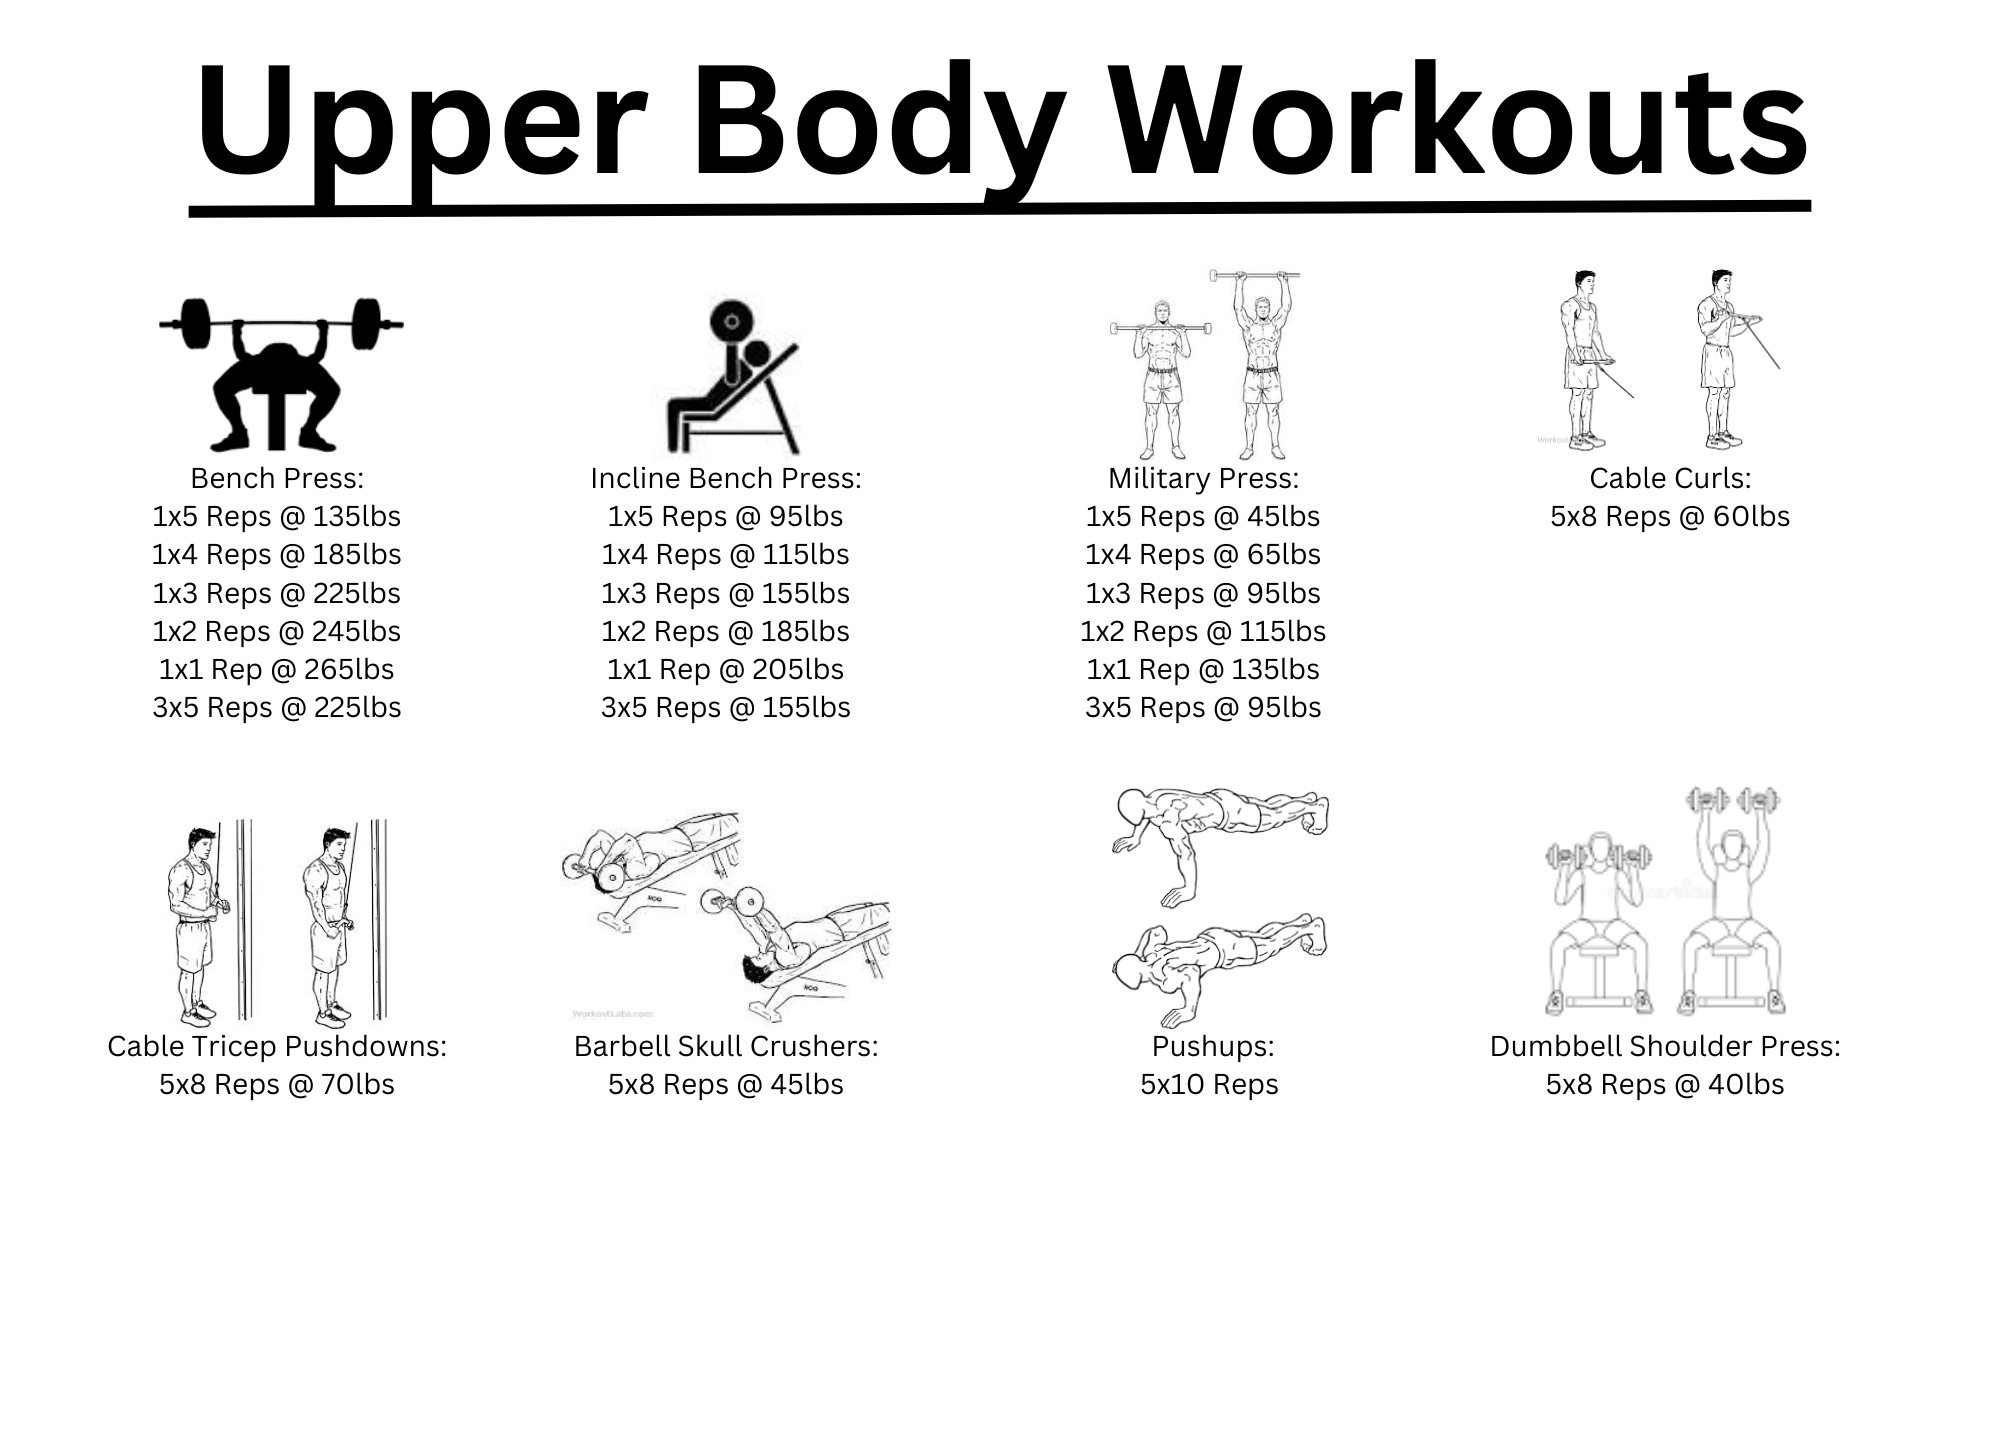 Upper Body Workouts
Bench Press:
1x5 Reps @ 135lbs
1x4 Reps @ 185lbs
1x3 Reps @ 225lbs
1x2 Reps @ 245lbs
1x1 Rep @ 265lbs
3x5 Reps @ 225lbs
Incline Bench Press:
1x5 Reps @ 95lbs
1x4 Reps @ 115lbs
1x3 Reps @ 155lbs
1x2 Reps @ 185lbs
1x1 Rep @ 205lbs
3x5 Reps @ 155lbs
Military Press:
1x5 Reps @ 45lbs
1x4 Reps @ 65lbs
1x3 Reps @ 95lbs
1x2 Reps @ 115lbs
1x1 Rep @ 135lbs
3x5 Reps @ 95lbs
Workout
Cable Curls:
5x8 Reps @ 60lbs
Cable Tricep Pushdowns:
5x8 Reps @ 70lbs
ROQ
ROQ
WorkoutLabs.com
Barbell Skull Crushers:
5x8 Reps @ 45lbs
Pushups:
5x10 Reps
Dumbbell Shoulder Press:
5x8 Reps @ 40lbs